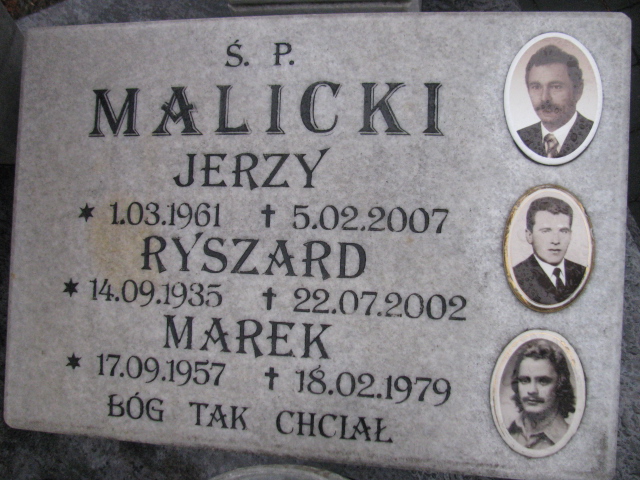 Ś. P.
MALICKI
JERZY
* 1.03.1961 † 5.02.2007
RYSZARD
* 14.09.1935 † 22.07.2002
MAREK
* 17.09.1957 † 18.02.1979
BÓG TAK CHCIAŁ